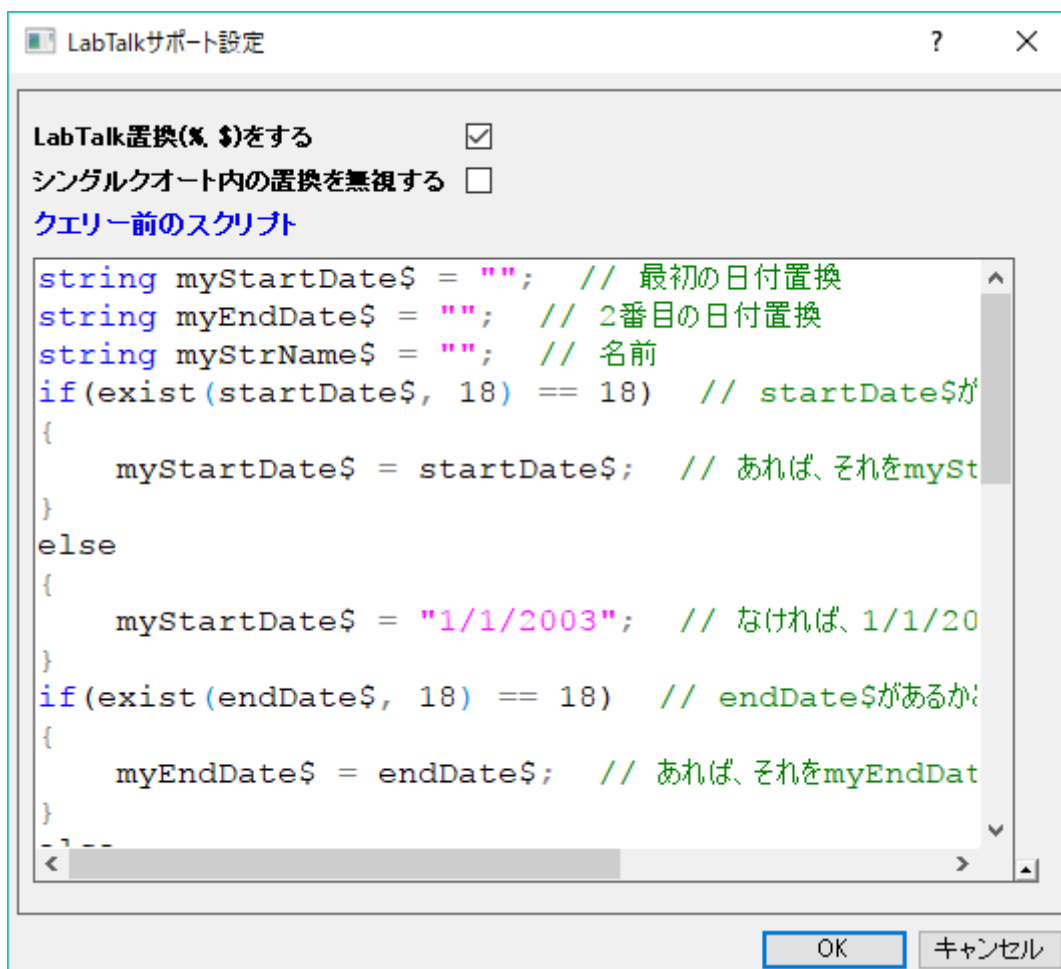 LabTalkサポート設定
LabTalk置換(%, $)をする
シングルクオート内の置換を無視する
クエリー前のスクリプト
string myStartDate$ = "";  // 最初の日付置換
string myEndDate$ = "";  // 2番目の日付置換
string myStrName$ = "";  // 名前
if(exist(startDate$, 18) == 18)  // startDate$が
{
    myStartDate$ = startDate$;  // あれば、それをmySt
}
else
{
    myStartDate$ = "1/1/2003";  // なければ、1/1/20
}
if(exist(endDate$, 18) == 18)  // endDate$があるか
{
    myEndDate$ = endDate$;  // あれば、それをmyEndDat
}
OK キャンセル